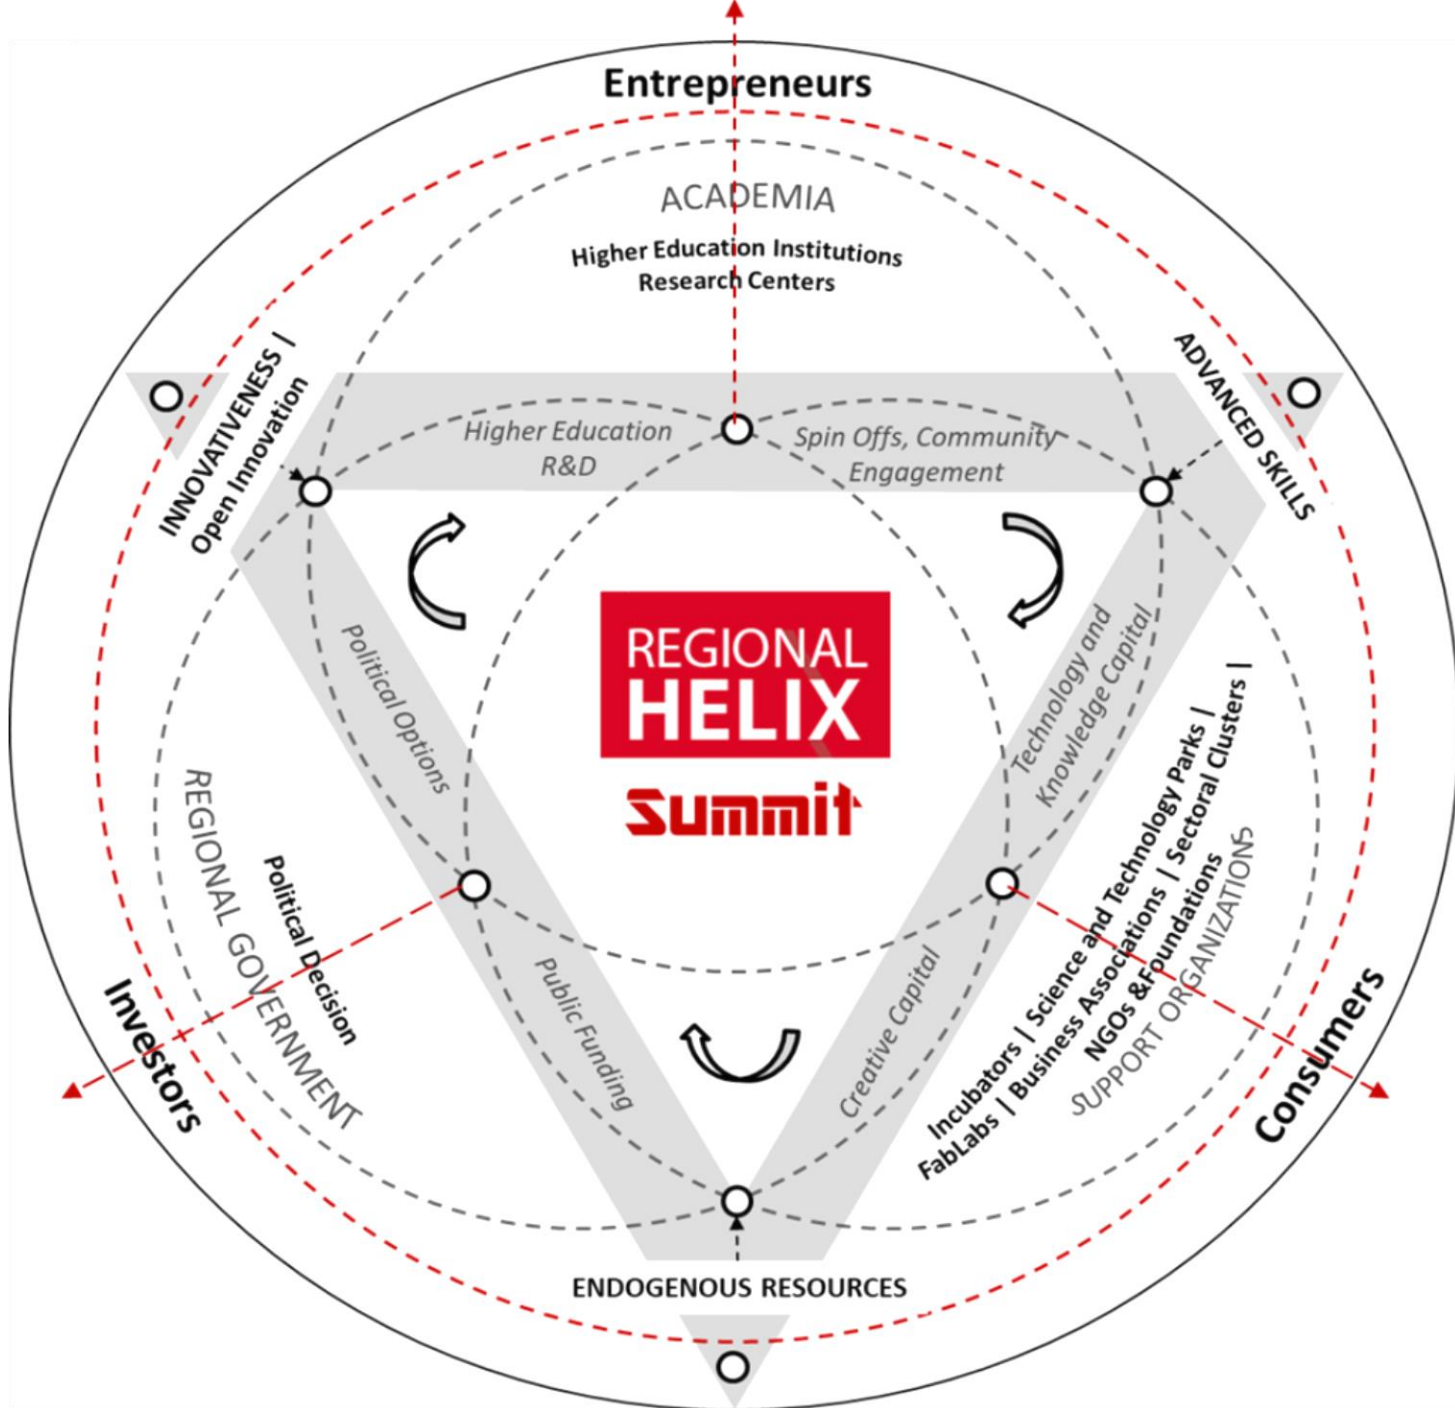 Entrepreneurs
ACADEMIA
Higher Education Institutions
Research Centers
INNOVATIVENESS |
Open Innovation
ADVANCED SKILLS
Higher Education
R&D
Spin Offs, Community
Engagement
REGIONAL
HELIX
Summit
Political Options
Technology and
Knowledge Capital
REGIONAL GOVERNMENT
Political Decision
Investors
Public Funding
Creative Capital
Incubators | Science and Technology Parks |
FabLabs | Business Associations | Sectoral Clusters |
NGOs &Foundations
SUPPORT ORGANIZATIONS
Consumers
ENDOGENOUS RESOURCES